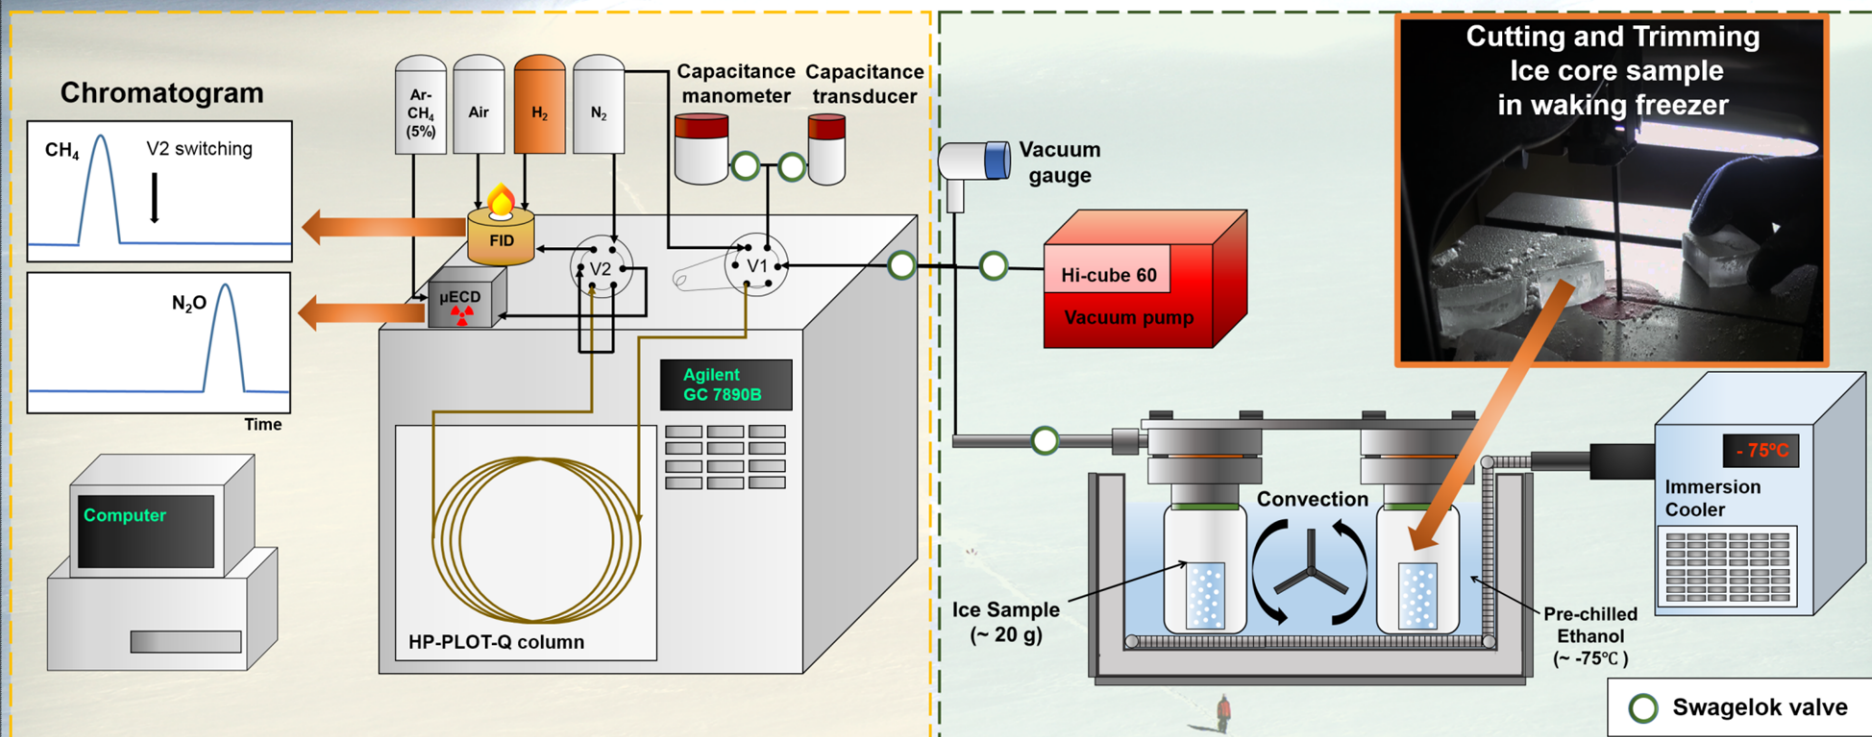 Chromatogram
CH₄
V2 switching
N₂O
Time
Computer
Ar-
CH₄
(5%)
Air
H₂
N₂
Capacitance
manometer
Capacitance
transducer
FID
µECD
V2
V1
Agilent
GC 7890B
HP-PLOT-Q column
Vacuum
gauge
Hi-cube 60
Vacuum pump
Cutting and Trimming
Ice core sample
in waking freezer
Convection
Ice Sample
(~ 20 g)
- 75ºC
Immersion
Cooler
Pre-chilled
Ethanol
(~ -75℃ )
Swagelok valve